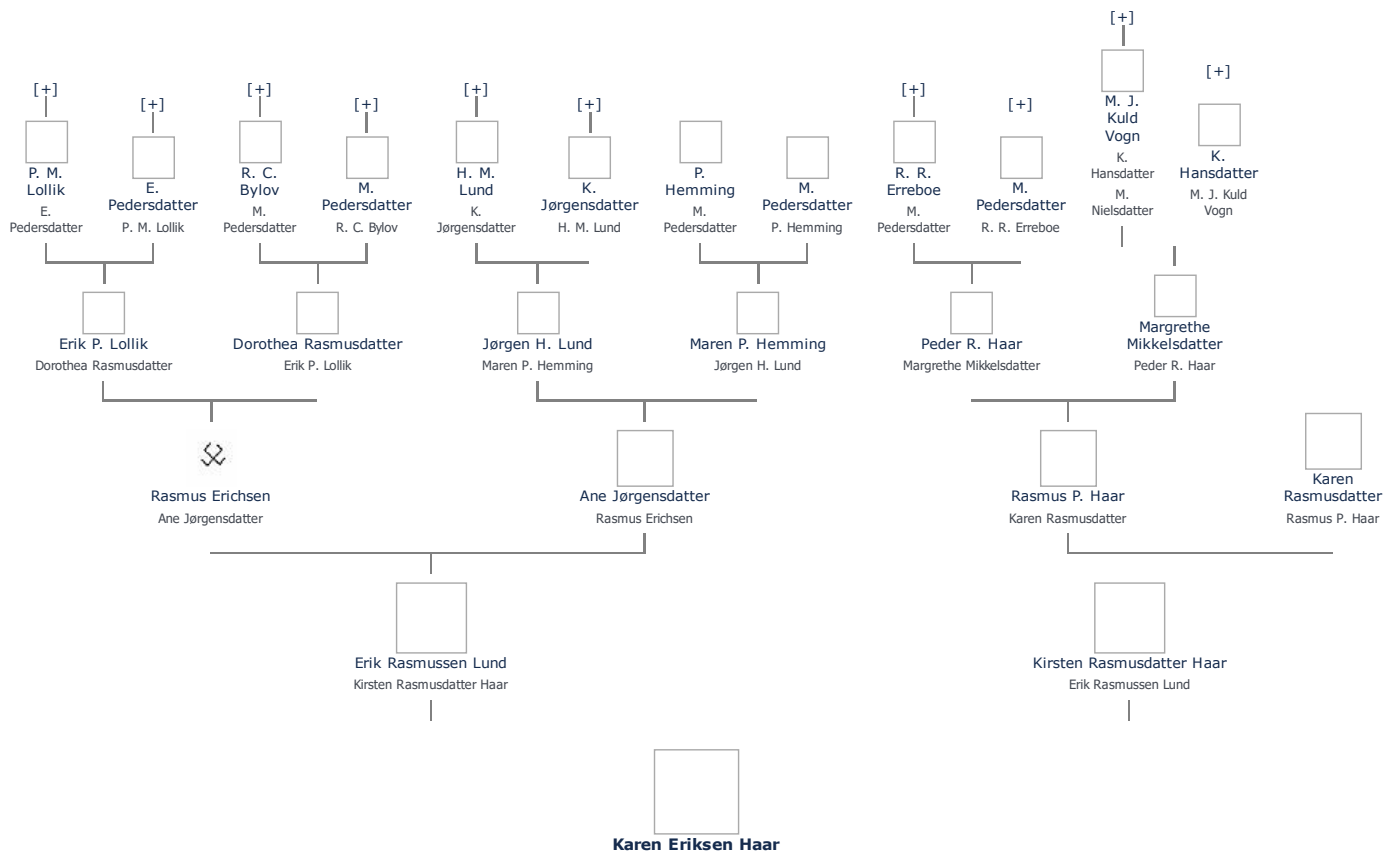 [+]
[+]
[+]
[+]
[+]
[+]
[+]
[+]
[+]
[+]
P. M.
Lollik
E.
Pedersdatter
E.
Pedersdatter
P. M. Lollik
R. C.
Bylov
M.
Pedersdatter
M.
Pedersdatter
R. C. Bylov
H. M.
Lund
K.
Jørgensdatter
K.
Jørgensdatter
H. M. Lund
P.
Hemming
M.
Pedersdatter
M.
Pedersdatter
P. Hemming
R. R.
Erreboe
M.
Pedersdatter
M.
Pedersdatter
R. R. Erreboe
M. J.
Kuld
Vogn
K.
Hansdatter
M.
Nielsdatter
K.
Hansdatter
M. J. Kuld
Vogn
Erik P. Lollik
Dorothea Rasmusdatter
Dorothea Rasmusdatter
Erik P. Lollik
Jørgen H. Lund
Maren P. Hemming
Maren P. Hemming
Jørgen H. Lund
Peder R. Haar
Margrethe Mikkelsdatter
Margrethe
Mikkelsdatter
Peder R. Haar
Rasmus Erichsen
Ane Jørgensdatter
Ane Jørgensdatter
Rasmus Erichsen
Rasmus P. Haar
Karen Rasmusdatter
Karen
Rasmusdatter
Rasmus P. Haar
Erik Rasmussen Lund
Kirsten Rasmusdatter Haar
Kirsten Rasmusdatter Haar
Erik Rasmussen Lund
Karen Eriksen Haar